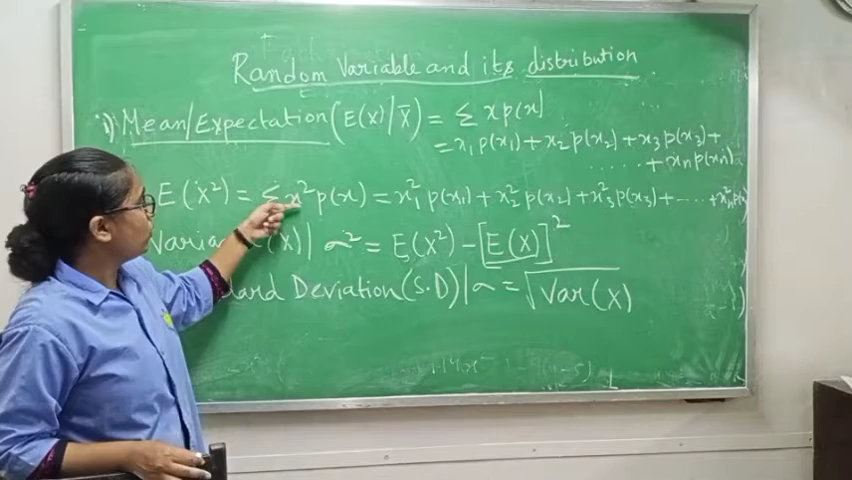 Random Variable and its distribution
i) Mean/Expectation (E(X)/X̄) = Σ x p(x)
= x₁ p(x₁) + x₂ p(x₂) + x₃ p(x₃) +
...... + xₙ p(xₙ)
E(X²) = Σ x² p(x) = x₁² p(x₁) + x₂² p(x₂) + x₃² p(x₃) + ---- + xₙ² p(
(X)| σ² = E(X²) - [E(X)]²
Deviation (S.D)| σ = √Var(X)